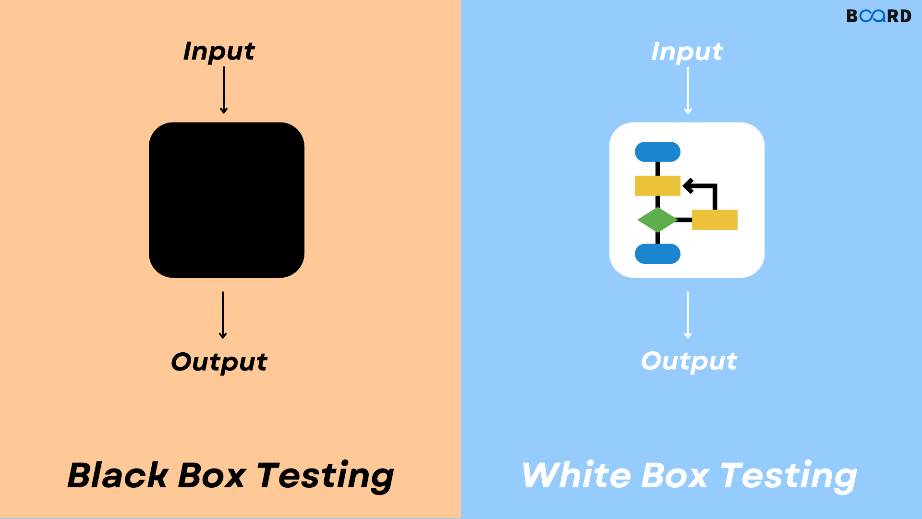 BOARD
Input
Output
Black Box Testing
Input
Output
White Box Testing